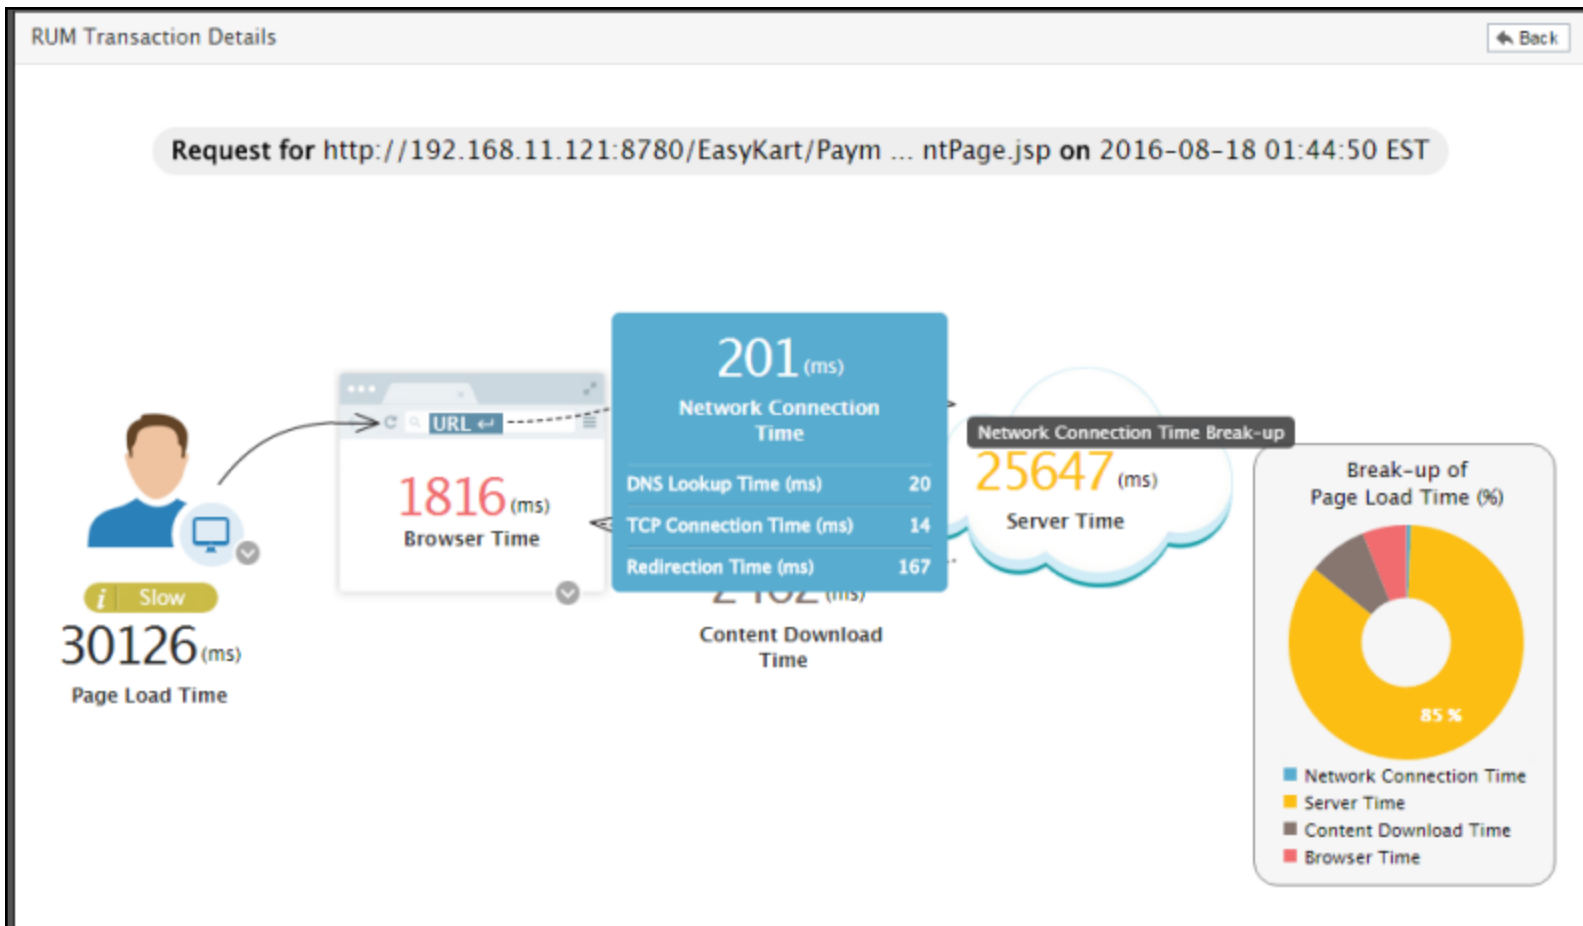 RUM Transaction Details
Back
Request for http://192.168.11.121:8780/EasyKart/Paym ... ntPage.jsp on 2016-08-18 01:44:50 EST
201 (ms)
Network Connection
Time
DNS Lookup Time (ms) 20
TCP Connection Time (ms) 14
Redirection Time (ms) 167
URL
1816 (ms)
Browser Time
Network Connection Time Break-up
25647 (ms)
Server Time
(ms)
Content Download
Time
i Slow
30126 (ms)
Page Load Time
Break-up of
Page Load Time (%)
85 %
Network Connection Time
Server Time
Content Download Time
Browser Time